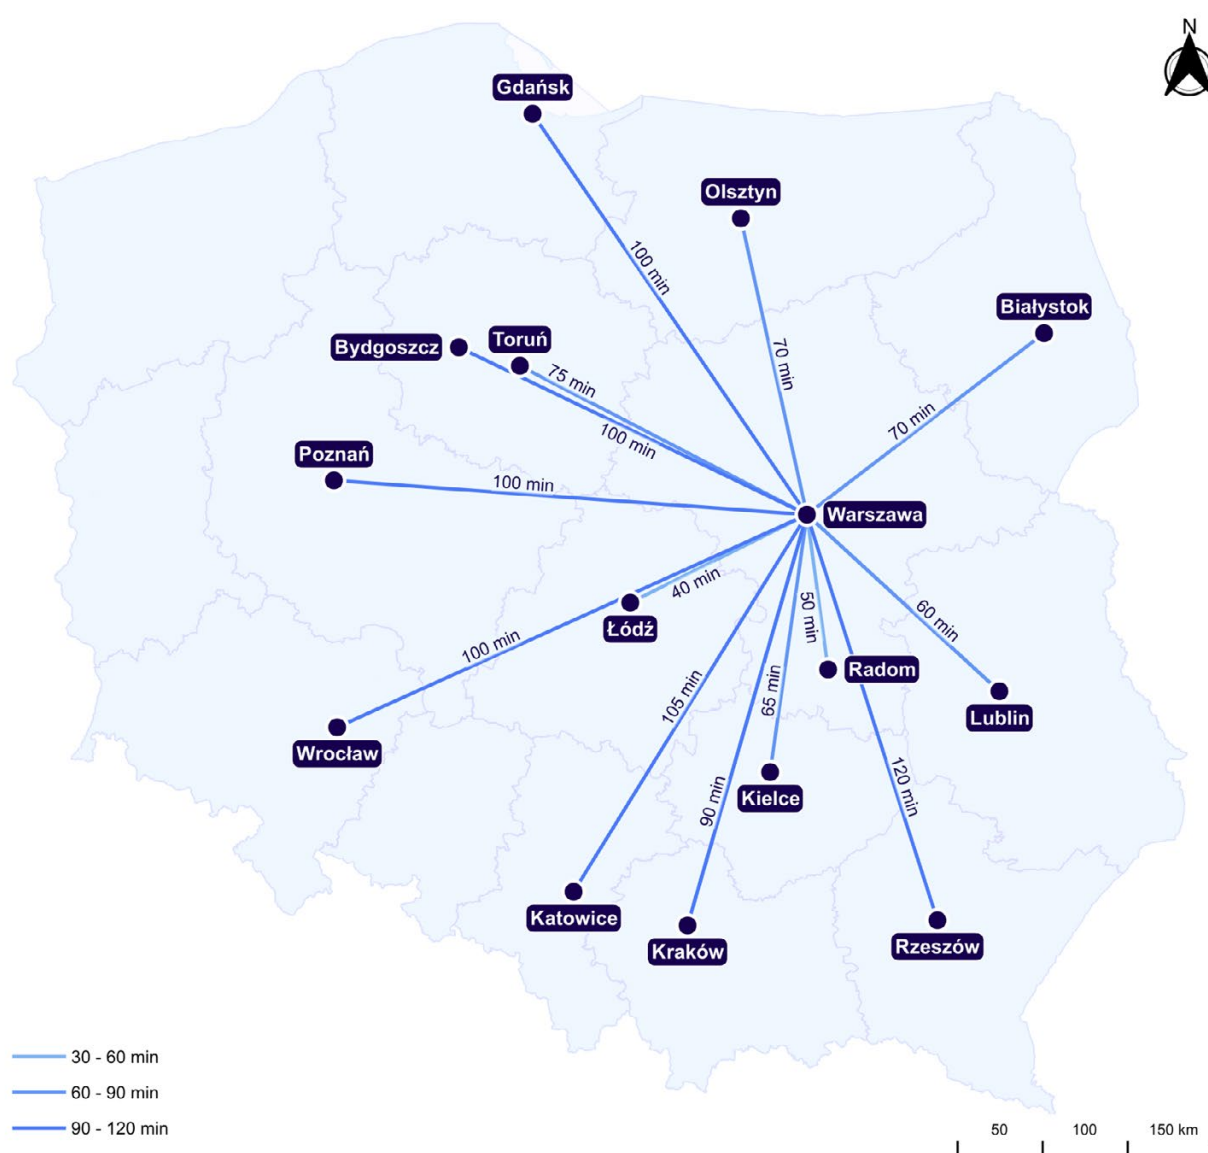 N
Gdańsk
Olsztyn
100 min
Białystok
Bydgoszcz
Toruń
75 min
70 min
70 min
100 min
Poznań
100 min
Warszawa
40 min
50 min
60 min
Łódź
100 min
Radom
105 min
65 min
Lublin
Wrocław
120 min
90 min
Kielce
Katowice
Kraków
Rzeszów
30 - 60 min
60 - 90 min
90 - 120 min
50 100 150 km